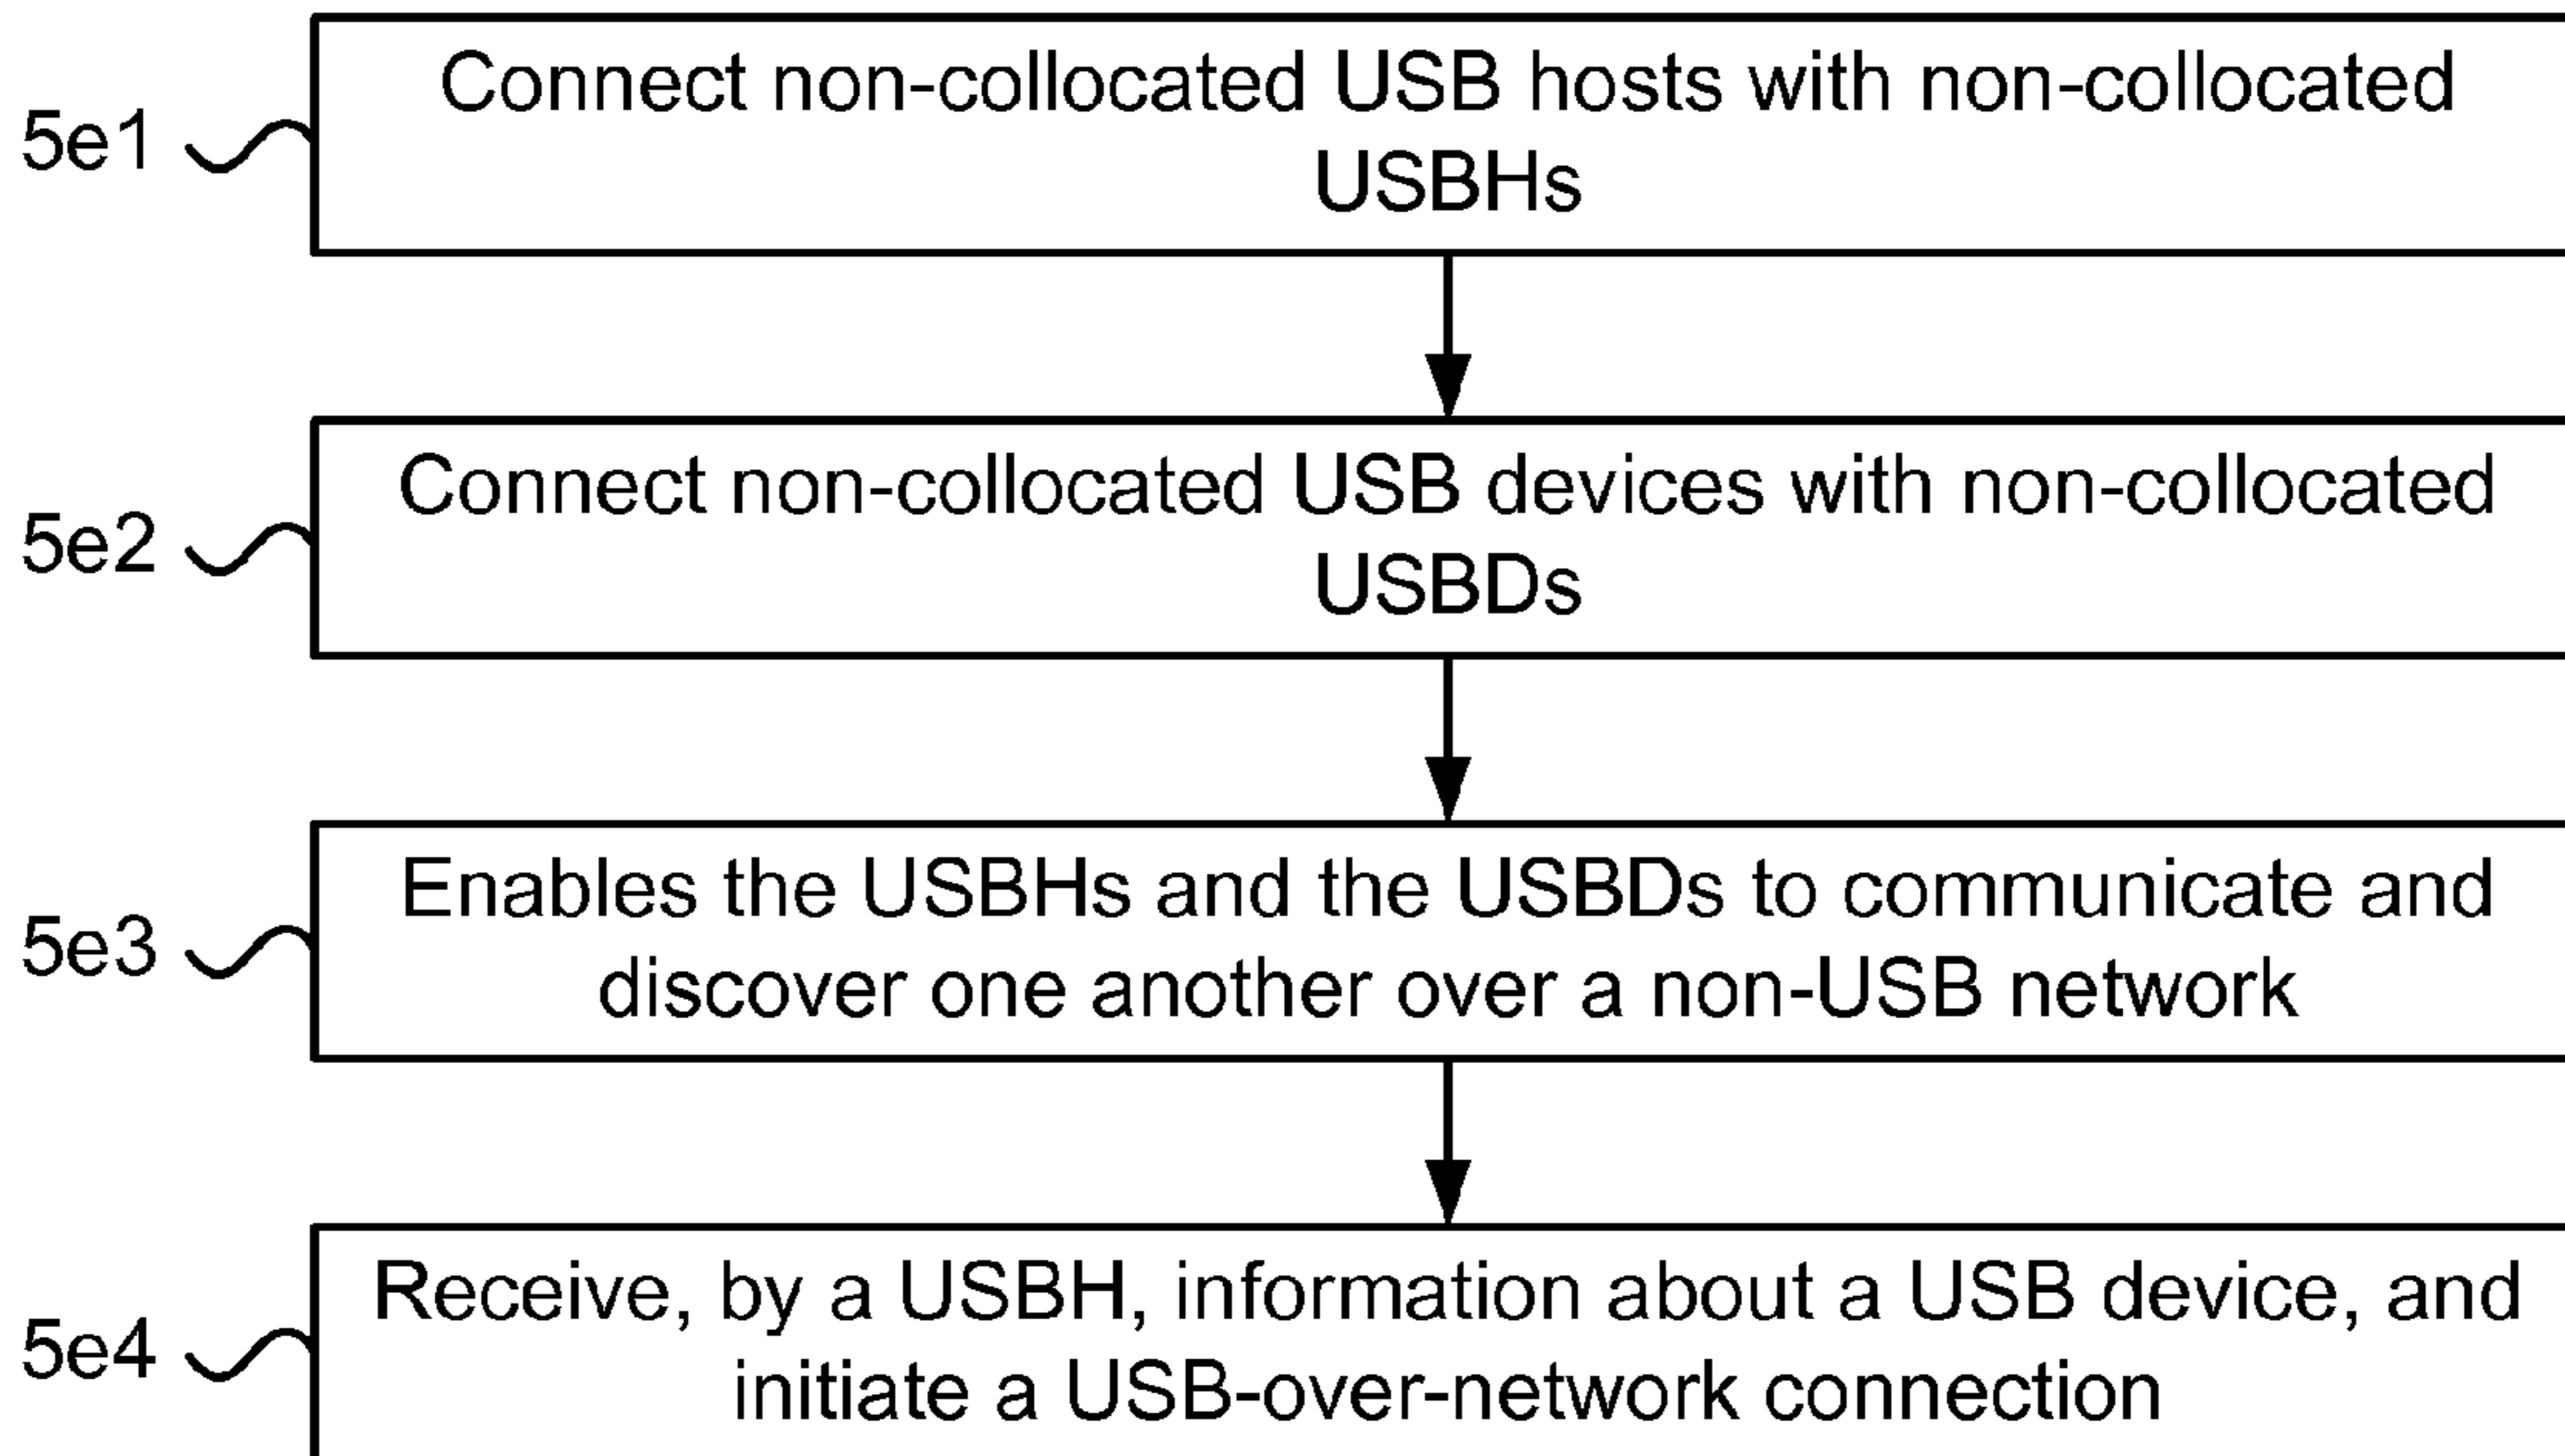 Connect non-collocated USB hosts with non-collocated
5e1
USBHs
Connect non-collocated USB devices with non-collocated
5e2
USBDs
Enables the USBHs and the USBDs to communicate and
5e3
discover one another over a non-USB network
Receive, by a USBH, information about a USB device, and
5e4
initiate a USB-over-network connection